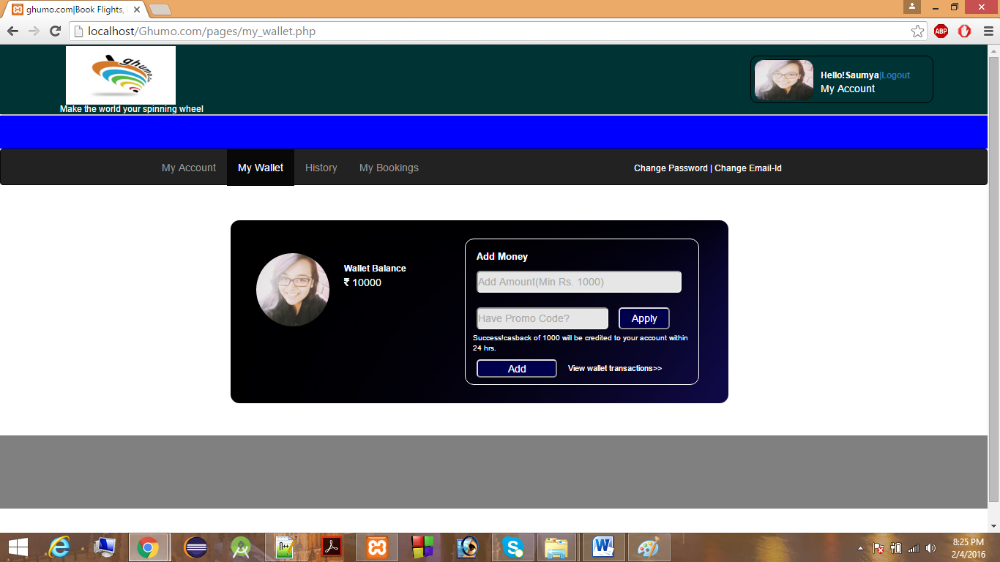 ghumo.com|Book Flights,
localhost/Ghumo.com/pages/my_wallet.php
ABP
ghumo.co
Make the world your spinning wheel
Hello!Saumya|Logout
My Account
My Account My Wallet History My Bookings Change Password | Change Email-Id
Wallet Balance
₹ 10000
Add Money
Add Amount(Min Rs. 1000)
Have Promo Code? Apply
Success!casback of 1000 will be credited to your account within
24 hrs.
Add View wallet transactions>>
8:25 PM
2/4/2016